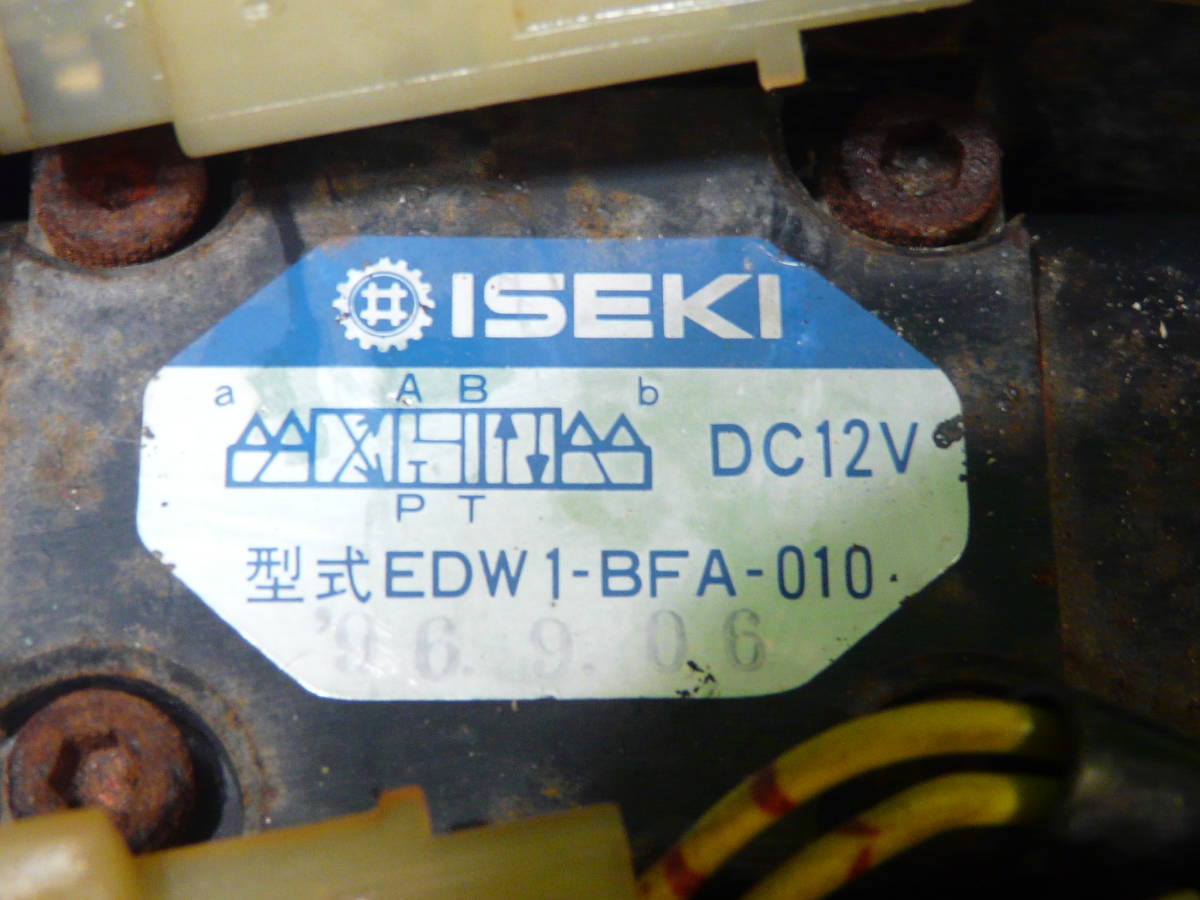 ISEKI
a A B b
DC12V
P T
型式EDW1-BFA-010
'96. 9. 06